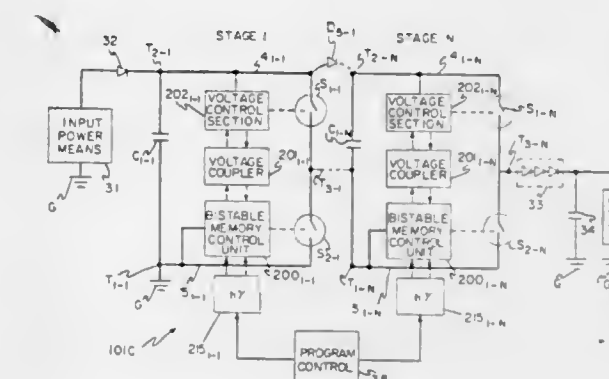 STAGE 1
STAGE N
32
T2-1
41-1
D3-1
T2-N
41-N
INPUT
POWER
MEANS
31
G
C1-1
2021-1
VOLTAGE
CONTROL
SECTION
S1-1
2011-1
VOLTAGE
COUPLER
T3-1
BISTABLE
MEMORY
CONTROL
UNIT
S2-1
2001-1
T1-1
G
51-1
2151-1
101C
C1-N
VOLTAGE
CONTROL
SECTION
2021-N
S1-N
T3-N
VOLTAGE
COUPLER
2011-N
33
34
BISTABLE
MEMORY
CONTROL
UNIT
S2-N
2001-N
T1-N
51-N
2151-N
G
G
PROGRAM
CONTROL